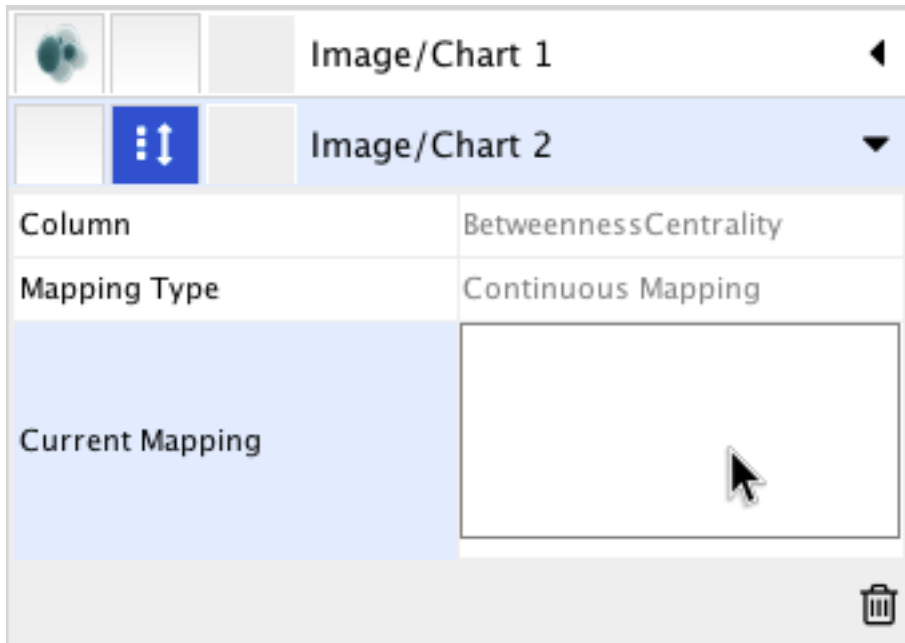 Image/Chart 1
Image/Chart 2
Column BetweennessCentrality
Mapping Type Continuous Mapping
Current Mapping